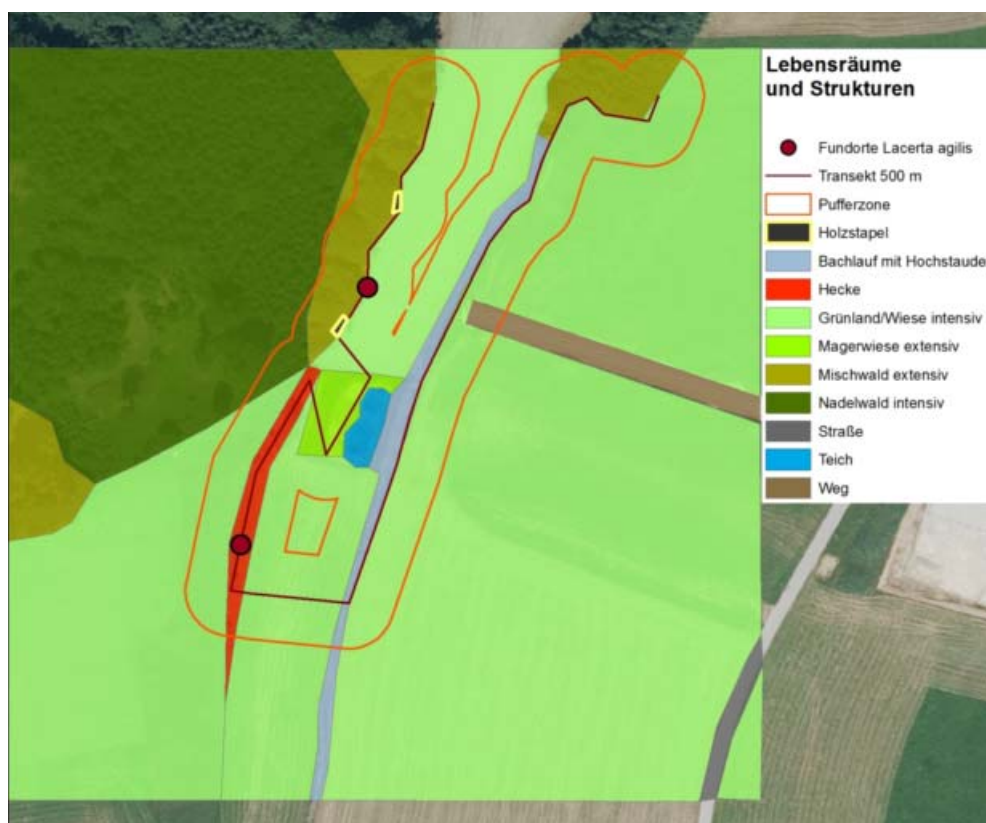 Lebensräume
und Strukturen
Fundorte Lacerta agilis
Transekt 500 m
Pufferzone
Holzstapel
Bachlauf mit Hochstaude
Hecke
Grünland/Wiese intensiv
Magerwiese extensiv
Mischwald extensiv
Nadelwald intensiv
Straße
Teich
Weg